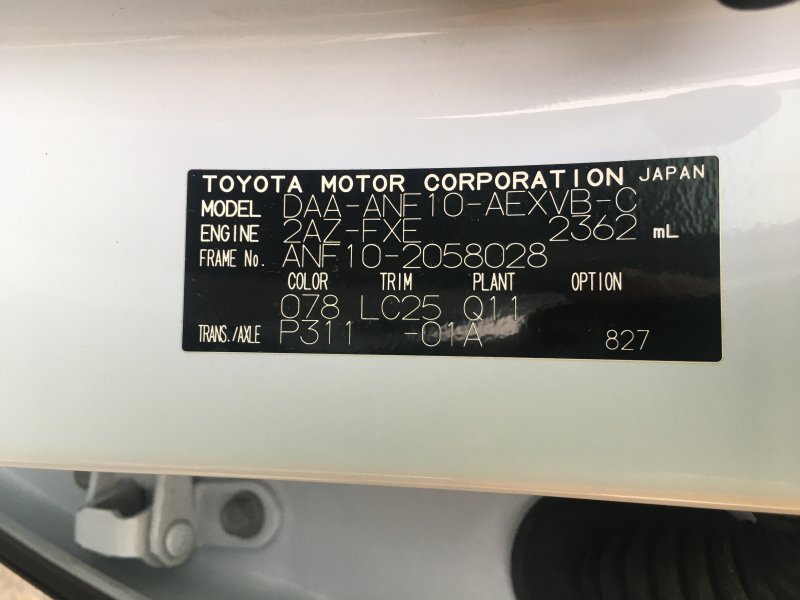 TOYOTA MOTOR CORPORATION JAPAN
MODEL DAA-ANF10-AEXVB-C
ENGINE 2AZ-FXE 2362 mL
FRAME No. ANF10-2058028
COLOR TRIM PLANT OPTION
078 LC25 Q11
TRANS./AXLE P311 -01A 827